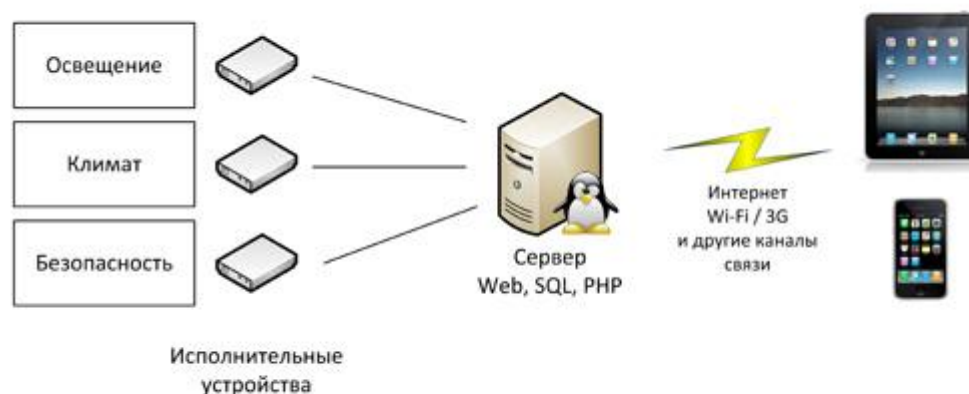 Освещение
Климат
Безопасность
Исполнительные
устройства
Сервер
Web, SQL, PHP
Интернет
Wi-Fi / 3G
и другие каналы
связи